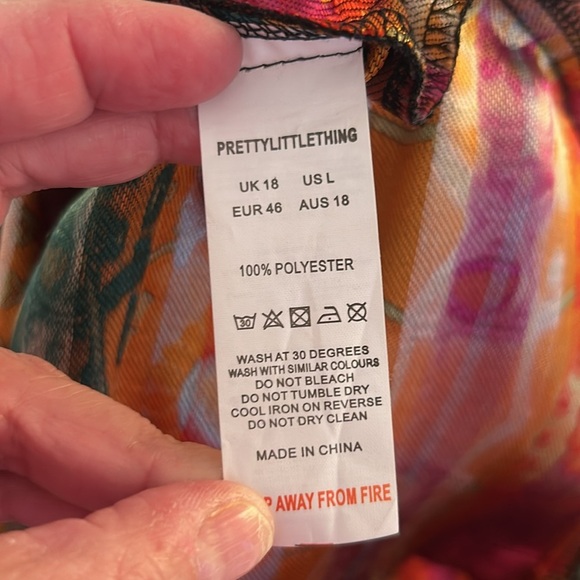 PRETTYLITTLETHING
UK 18 US L
EUR 46 AUS 18
100% POLYESTER
30
WASH AT 30 DEGREES
WASH WITH SIMILAR COLOURS
DO NOT BLEACH
DO NOT TUMBLE DRY
COOL IRON ON REVERSE
DO NOT DRY CLEAN
MADE IN CHINA
AWAY FROM FIRE